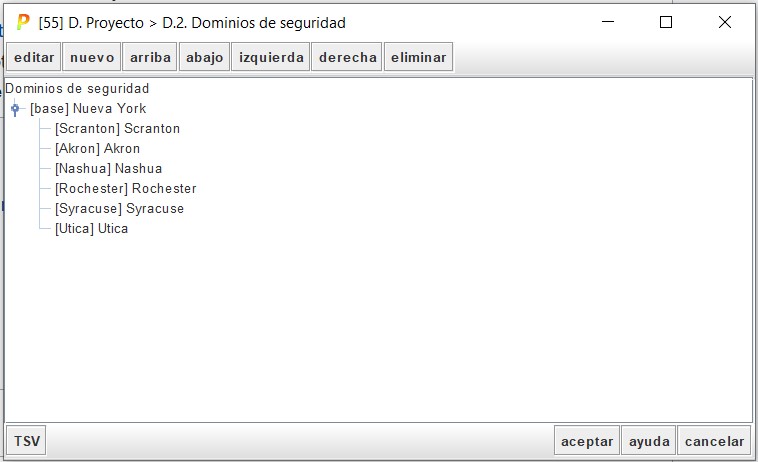 [55] D. Proyecto > D.2. Dominios de seguridad
editar nuevo arriba abajo izquierda derecha eliminar
Dominios de seguridad
[base] Nueva York
[Scranton] Scranton
[Akron] Akron
[Nashua] Nashua
[Rochester] Rochester
[Syracuse] Syracuse
[Utica] Utica
TSV aceptar ayuda cancelar